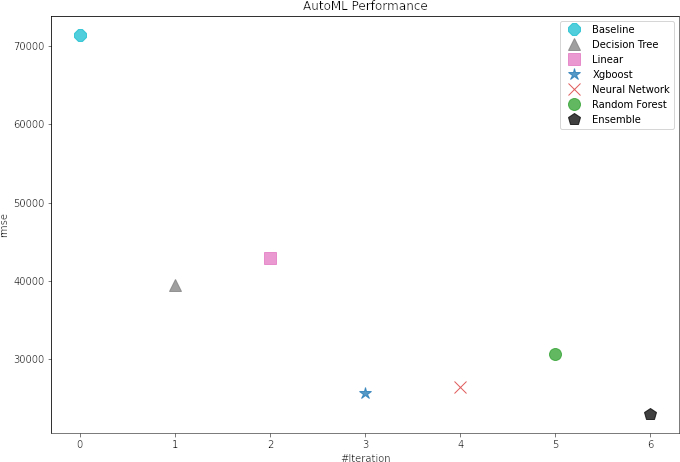 AutoML Performance
Baseline
Decision Tree
Linear
Xgboost
Neural Network
Random Forest
Ensemble
70000
60000
50000
40000
30000
rmse
0 1 2 3 4 5 6
#Iteration